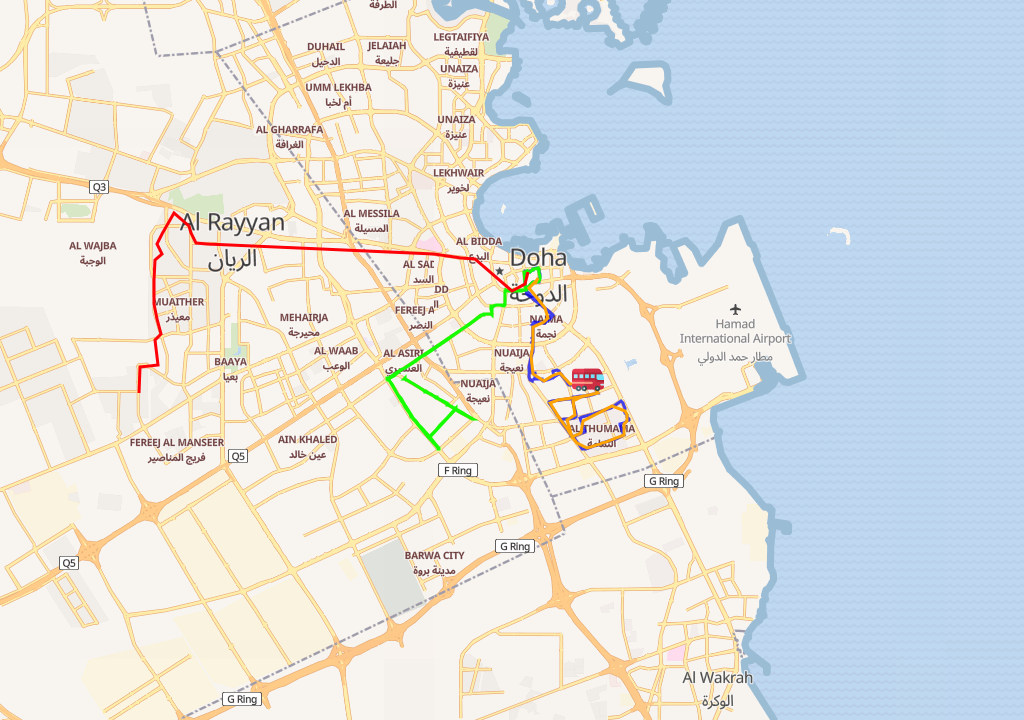 الطرفة
LEGTAIFIYA
لقطيفية
DUHAIL
الدحيل
JELAIAH
جليعة
UNAIZA
عنيزة
UMM LEKHBA
أم لخبا
UNAIZA
عنيزة
AL GHARRAFA
الغرافة
LEKHWAIR
لخوير
Q3
AL MESSILA
المسيلة
Al Rayyan
الريان
AL WAJBA
الوجبة
AL BIDDA
البدع
Doha
الدوحة
AL SAD
السد
DD
ال
MUAITHER
معيذر
MEHAIRJA
محيرجة
FEREEJ A
النصر
NAJMA
نجمة
Hamad
International Airport
مطار حمد الدولي
AL WAAB
الوعب
BAAYA
بعيا
AL ASIRI
العسيري
NUAIJA
نعيجة
NUAIJA
نعيجة
AL THUMAMA
الثمامة
FEREEJ AL MANSEER
فريج المناصير
AIN KHALED
عين خالد
Q5
F Ring
G Ring
G Ring
Q5
BARWA CITY
مدينة بروة
Al Wakrah
الوكرة
G Ring